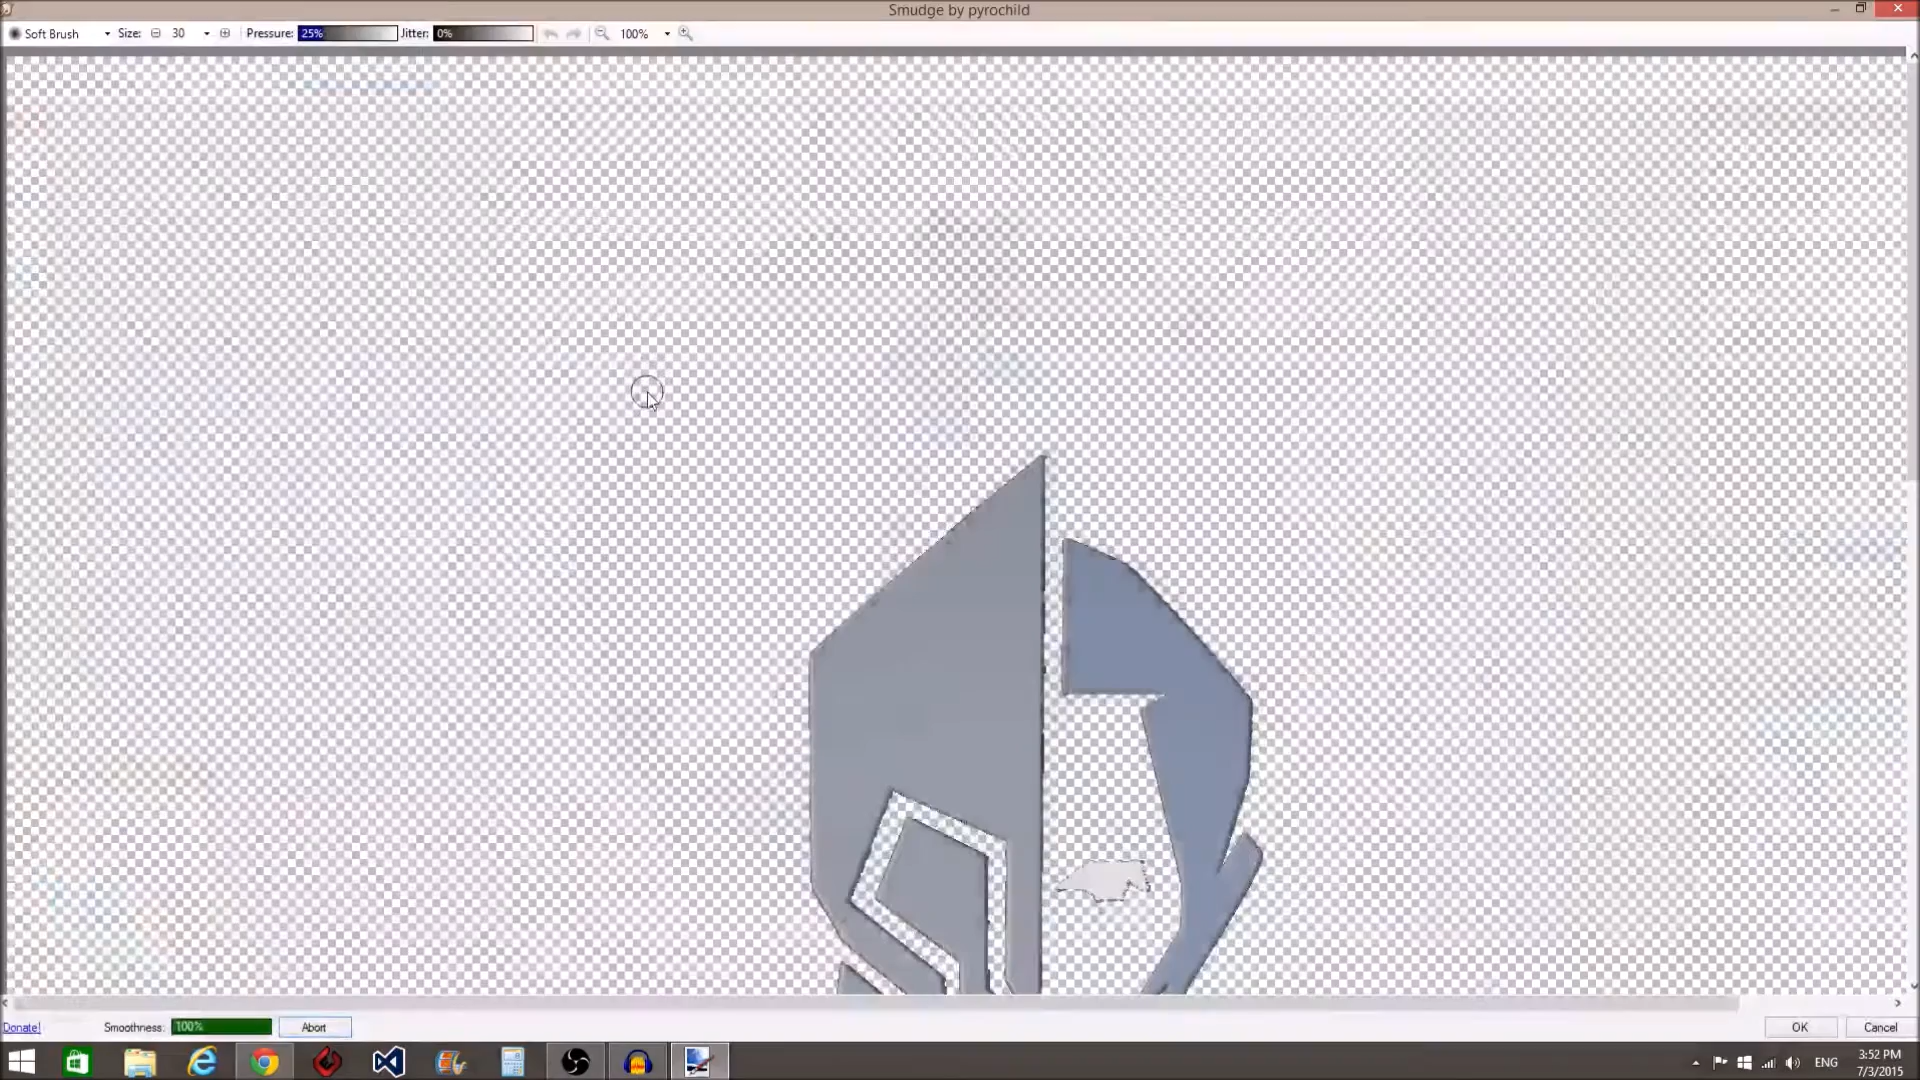 Smudge by pyrochild
Soft Brush Size: 30 Pressure: 25% Jitter: 0% 100%
Donate! Smoothness: 100% Abort OK Cancel
ENG 3:52 PM
7/3/2015